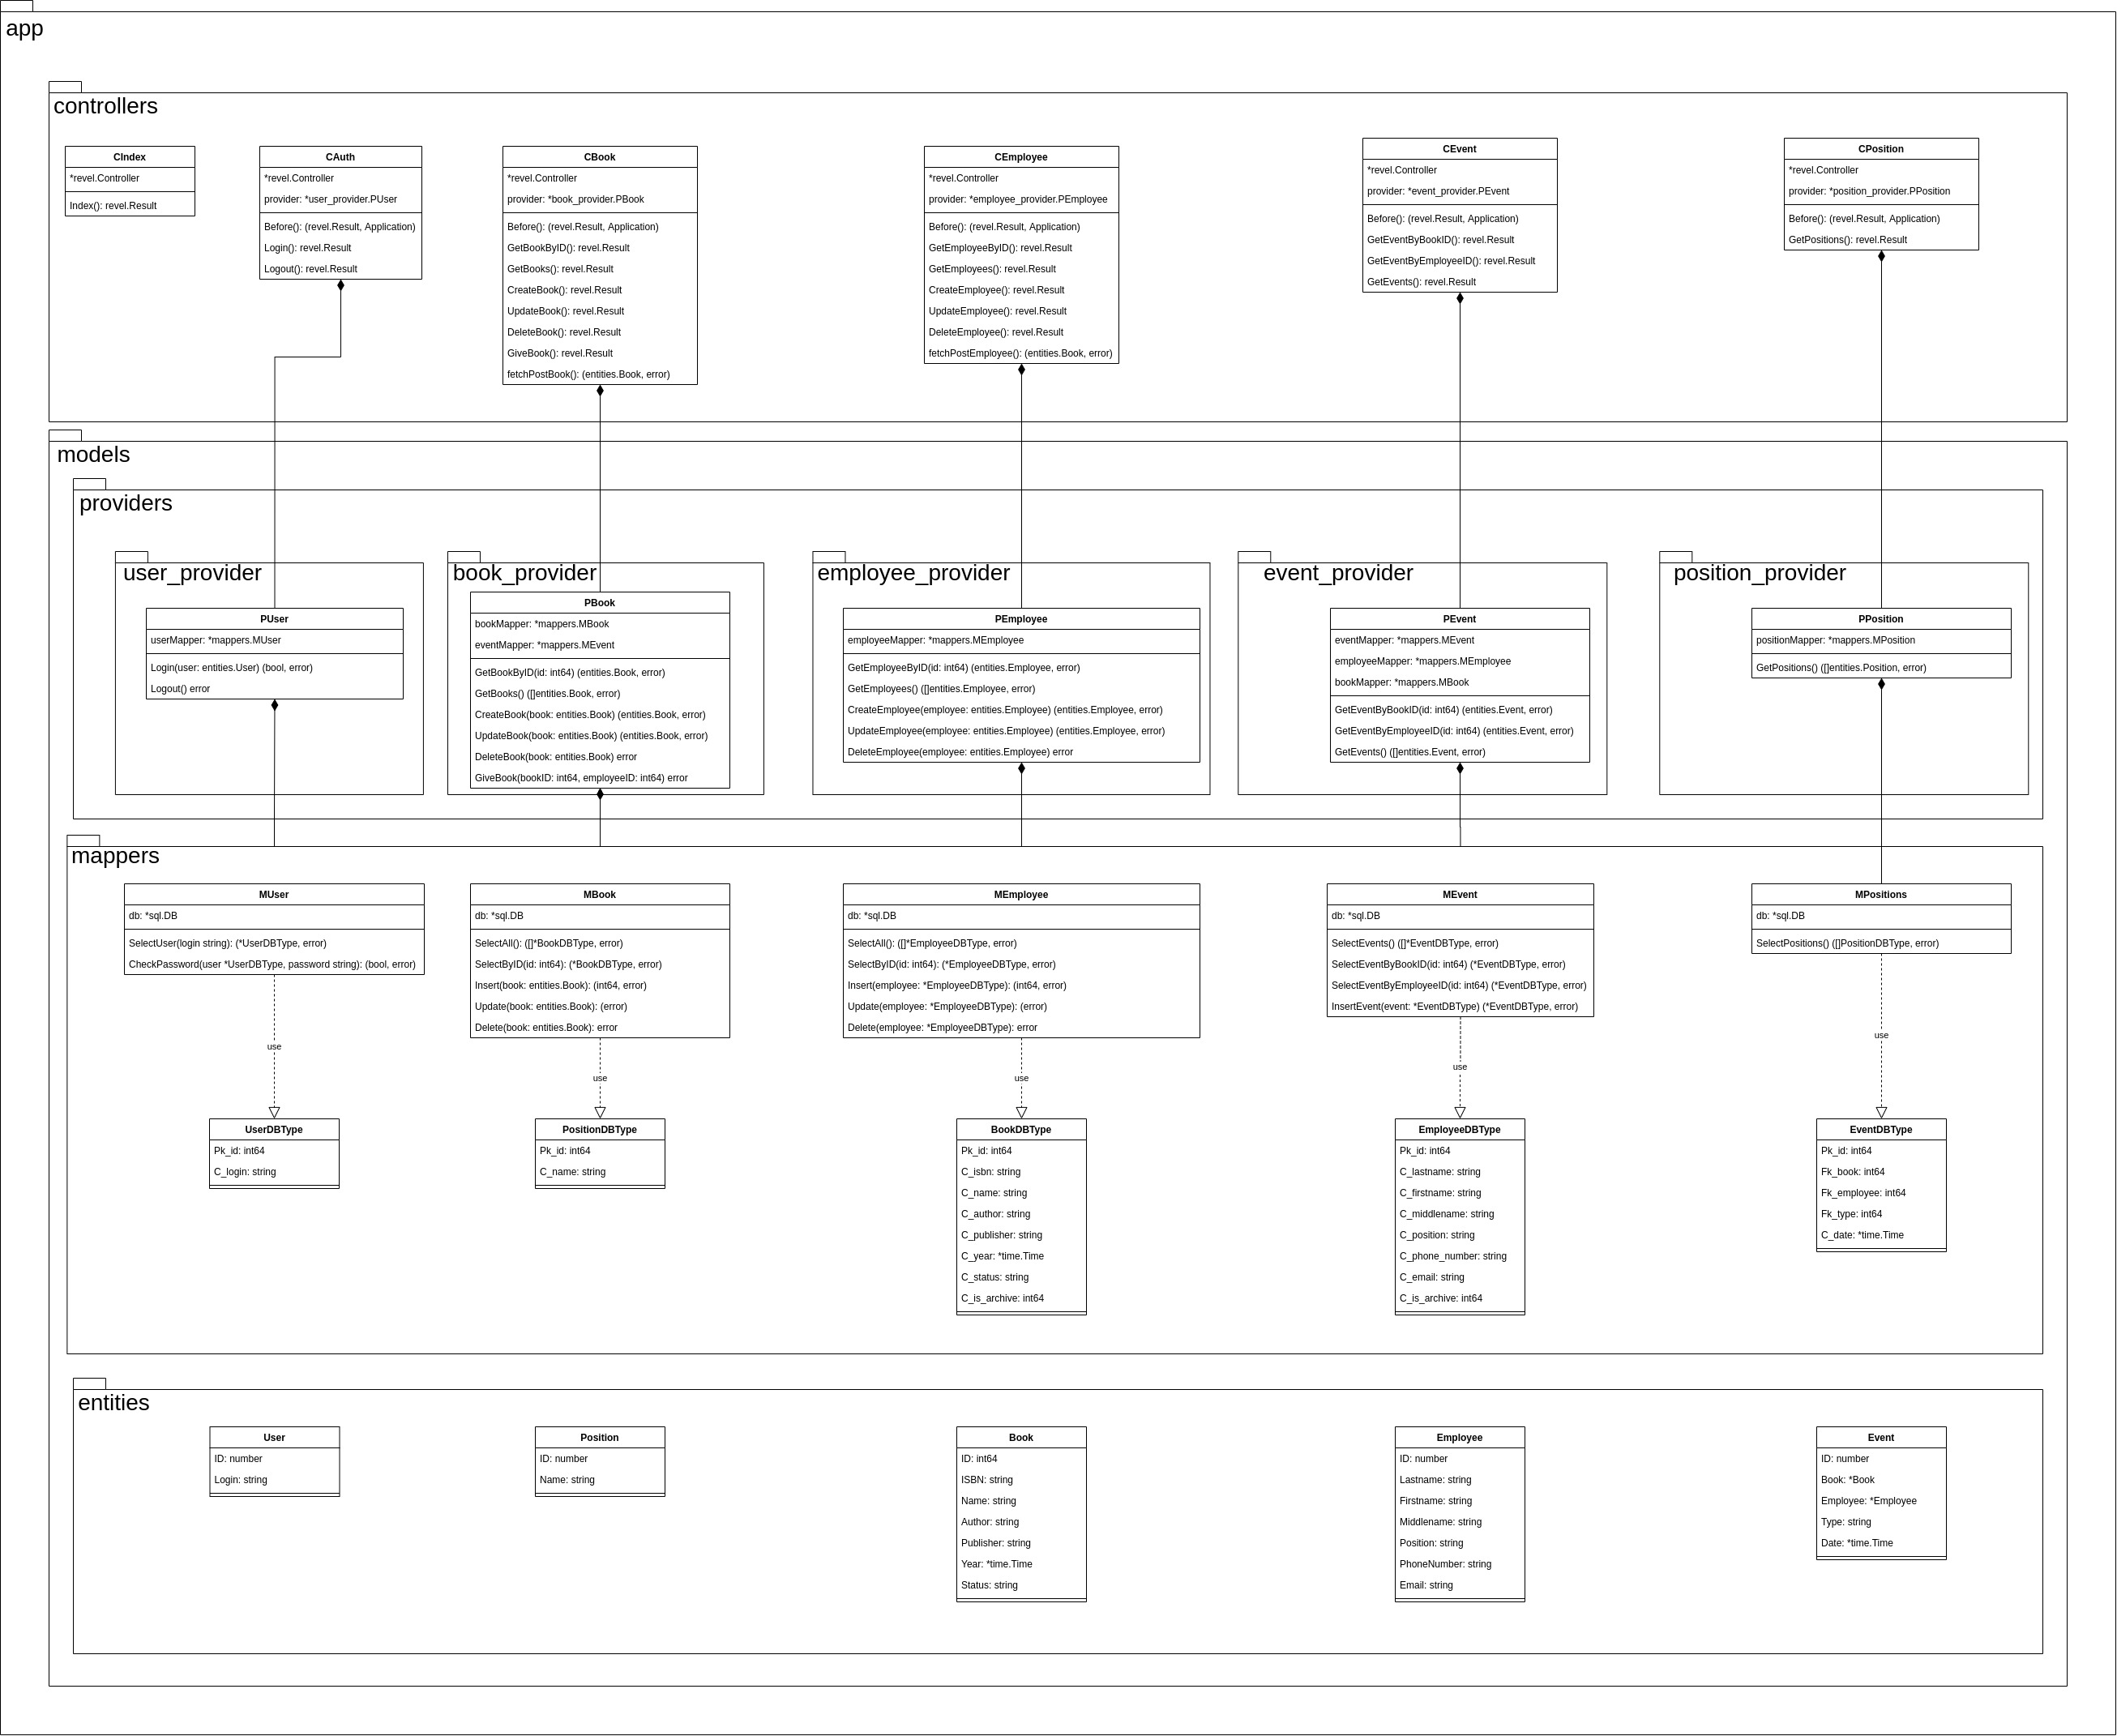 app
controllers
CIndex
*revel.Controller
Index(): revel.Result
CAuth
*revel.Controller
provider: *user_provider.PUser
Before(): (revel.Result, Application)
Login(): revel.Result
Logout(): revel.Result
CBook
*revel.Controller
provider: *book_provider.PBook
Before(): (revel.Result, Application)
GetBookByID(): revel.Result
GetBooks(): revel.Result
CreateBook(): revel.Result
UpdateBook(): revel.Result
DeleteBook(): revel.Result
GiveBook(): revel.Result
fetchPostBook(): (entities.Book, error)
CEmployee
*revel.Controller
provider: *employee_provider.PEmployee
Before(): (revel.Result, Application)
GetEmployeeByID(): revel.Result
GetEmployees(): revel.Result
CreateEmployee(): revel.Result
UpdateEmployee(): revel.Result
DeleteEmployee(): revel.Result
fetchPostEmployee(): (entities.Book, error)
CEvent
*revel.Controller
provider: *event_provider.PEvent
Before(): (revel.Result, Application)
GetEventByBookID(): revel.Result
GetEventByEmployeeID(): revel.Result
GetEvents(): revel.Result
CPosition
*revel.Controller
provider: *position_provider.PPosition
Before(): (revel.Result, Application)
GetPositions(): revel.Result
models
providers
user_provider
PUser
userMapper: *mappers.MUser
Login(user: entities.User) (bool, error)
Logout() error
book_provider
PBook
bookMapper: *mappers.MBook
eventMapper: *mappers.MEvent
GetBookByID(id: int64) (entities.Book, error)
GetBooks() ([]entities.Book, error)
CreateBook(book: entities.Book) (entities.Book, error)
UpdateBook(book: entities.Book) (entities.Book, error)
DeleteBook(book: entities.Book) error
GiveBook(bookID: int64, employeeID: int64) error
employee_provider
PEmployee
employeeMapper: *mappers.MEmployee
GetEmployeeByID(id: int64) (entities.Employee, error)
GetEmployees() ([]entities.Employee, error)
CreateEmployee(employee: entities.Employee) (entities.Employee, error)
UpdateEmployee(employee: entities.Employee) (entities.Employee, error)
DeleteEmployee(employee: entities.Employee) error
event_provider
PEvent
eventMapper: *mappers.MEvent
employeeMapper: *mappers.MEmployee
bookMapper: *mappers.MBook
GetEventByBookID(id: int64) (entities.Event, error)
GetEventByEmployeeID(id: int64) (entities.Event, error)
GetEvents() ([]entities.Event, error)
position_provider
PPosition
positionMapper: *mappers.MPosition
GetPositions() ([]entities.Position, error)
mappers
MUser
db: *sql.DB
SelectUser(login string): (*UserDBType, error)
CheckPassword(user *UserDBType, password string): (bool, error)
MBook
db: *sql.DB
SelectAll(): ([]*BookDBType, error)
SelectByID(id: int64): (*BookDBType, error)
Insert(book: entities.Book): (int64, error)
Update(book: entities.Book): (error)
Delete(book: entities.Book): error
MEmployee
db: *sql.DB
SelectAll(): ([]*EmployeeDBType, error)
SelectByID(id: int64): (*EmployeeDBType, error)
Insert(employee: *EmployeeDBType): (int64, error)
Update(employee: *EmployeeDBType): (error)
Delete(employee: *EmployeeDBType): error
MEvent
db: *sql.DB
SelectEvents() ([]*EventDBType, error)
SelectEventByBookID(id: int64) (*EventDBType, error)
SelectEventByEmployeeID(id: int64) (*EventDBType, error)
InsertEvent(event: *EventDBType) (*EventDBType, error)
MPositions
db: *sql.DB
SelectPositions() ([]PositionDBType, error)
use
use
use
use
use
UserDBType
Pk_id: int64
C_login: string
PositionDBType
Pk_id: int64
C_name: string
BookDBType
Pk_id: int64
C_isbn: string
C_name: string
C_author: string
C_publisher: string
C_year: *time.Time
C_status: string
C_is_archive: int64
EmployeeDBType
Pk_id: int64
C_lastname: string
C_firstname: string
C_middlename: string
C_position: string
C_phone_number: string
C_email: string
C_is_archive: int64
EventDBType
Pk_id: int64
Fk_book: int64
Fk_employee: int64
Fk_type: int64
C_date: *time.Time
entities
User
ID: number
Login: string
Position
ID: number
Name: string
Book
ID: int64
ISBN: string
Name: string
Author: string
Publisher: string
Year: *time.Time
Status: string
Employee
ID: number
Lastname: string
Firstname: string
Middlename: string
Position: string
PhoneNumber: string
Email: string
Event
ID: number
Book: *Book
Employee: *Employee
Type: string
Date: *time.Time